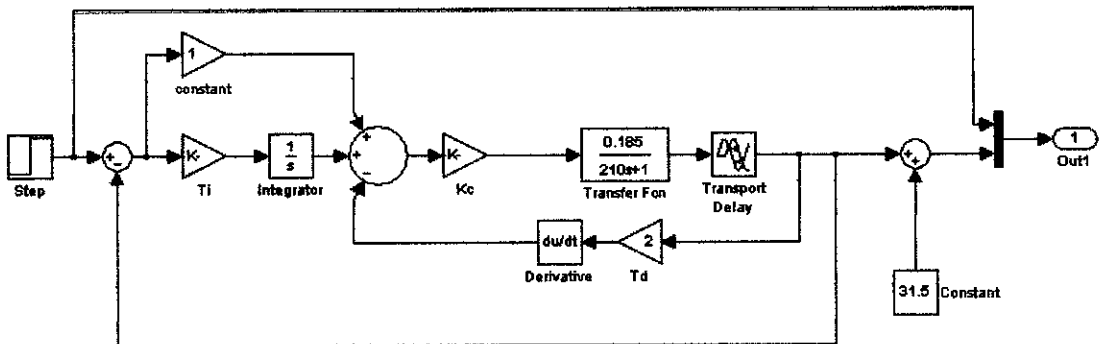 1
constant
Step
K-
Ti
1
s
Integrator
K-
Kc
0.185
210s+1
Transfer Fcn
Transport
Delay
1
Out1
du/dt
Derivative
2
Td
31.5
Constant